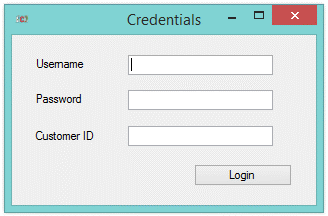 Credentials
Username
Password
Customer ID
Login